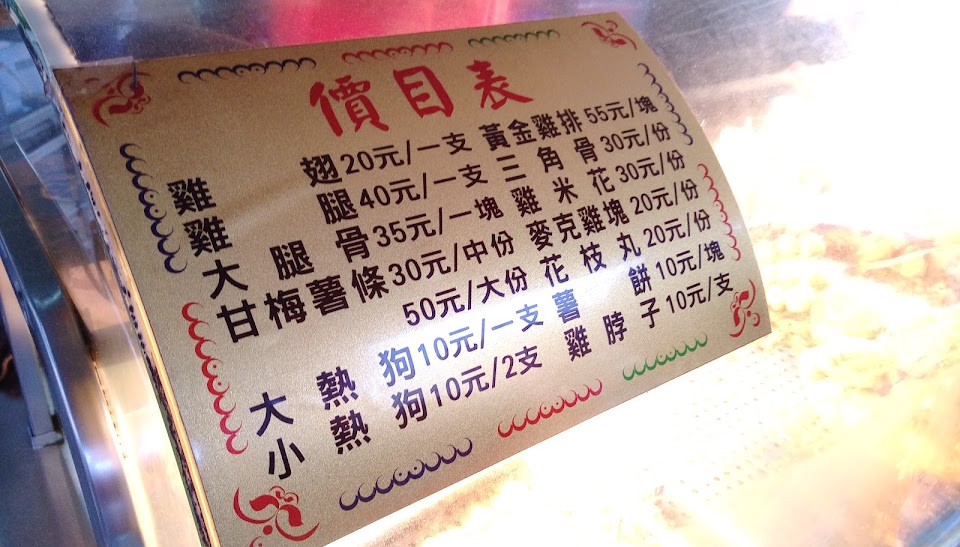 價目表
雞翅20元/一支 黃金雞排55元/塊
雞腿40元/一支 三角骨30元/份
大腿骨35元/一塊 雞米花30元/份
甘梅薯條30元/中份 麥克雞塊20元/份
50元/大份 花枝丸20元/份
大熱狗10元/一支 薯餅10元/塊
小熱狗10元/2支 雞脖子10元/支